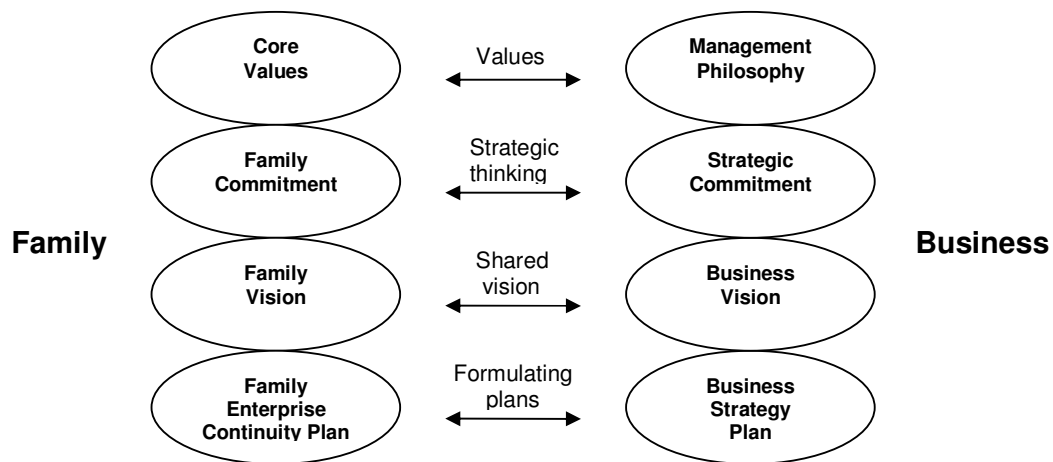 Core
Values
Values
Management
Philosophy
Family
Commitment
Strategic
thinking
Strategic
Commitment
Family
Business
Family
Vision
Shared
vision
Business
Vision
Family
Enterprise
Continuity Plan
Formulating
plans
Business
Strategy
Plan